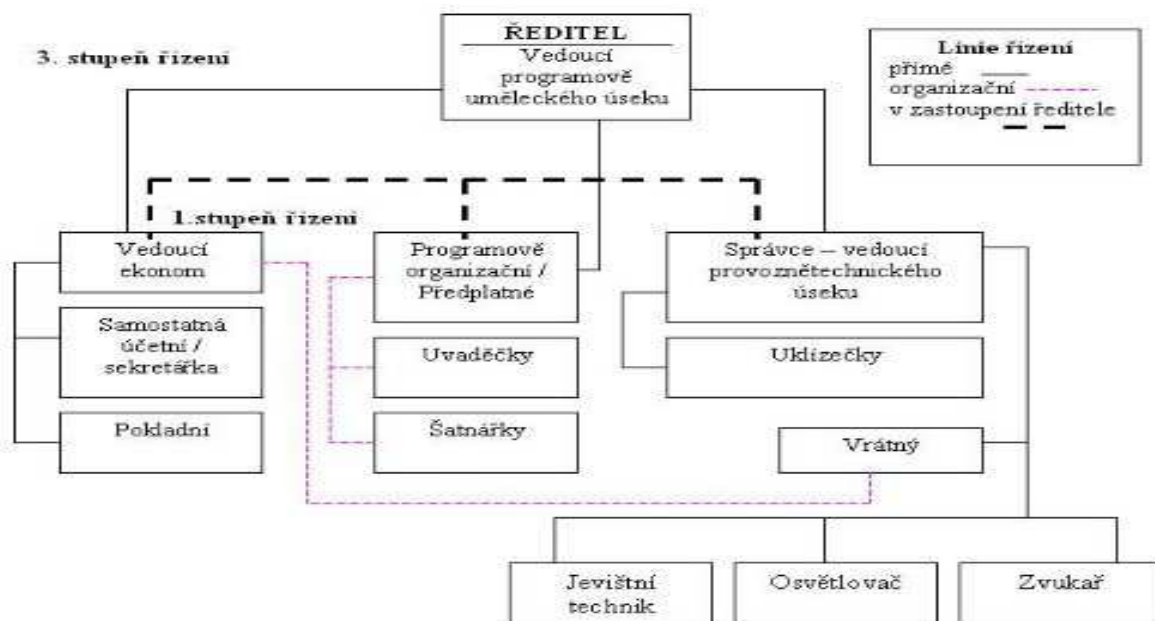 ŘEDITEL
Vedoucí
programově
uměleckého úseku
3. stupeň řízení
Linie řízení
přímé
organizační
v zastoupení ředitele
1.stupeň řízení
Vedoucí
ekonom
Programově
organizační /
Předplatné
Správce – vedoucí
provoznětechnického
úseku
Samostatná
účetní /
sekretářka
Uvaděčky
Uklízečky
Pokladní
Šatnářky
Vrátný
Jevištní
technik
Osvětlovač
Zvukař